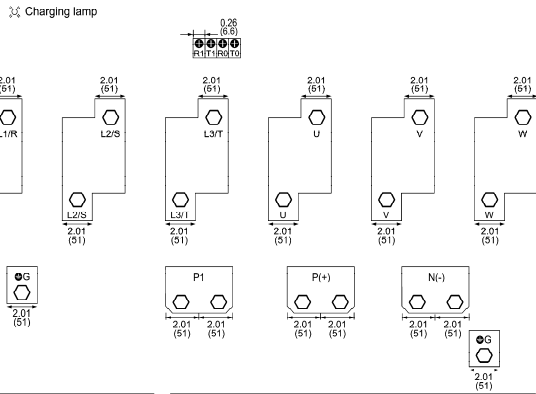 Charging lamp
0.26
(6.6)
R1 T1 R0 T0
2.01 2.01 2.01 2.01 2.01 2.01
(51) (51) (51) (51) (51) (51)
L1/R L2/S L3/T U V W
L2/S L3/T U V W
2.01 2.01 2.01 2.01 2.01
(51) (51) (51) (51) (51)
G P1 P(+) N(-)
2.01
(51)
2.01 2.01 2.01 2.01 2.01 2.01
(51) (51) (51) (51) (51) (51)
G
2.01
(51)